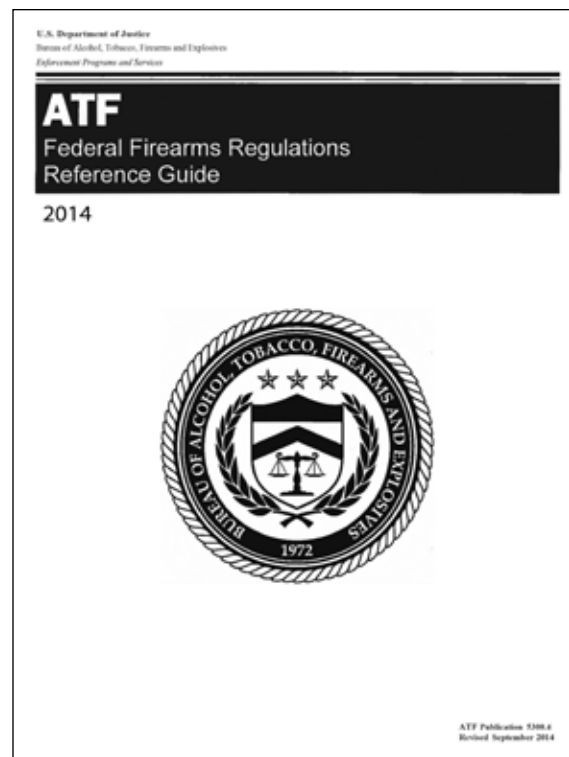 U.S. Department of Justice
Bureau of Alcohol, Tobacco, Firearms and Explosives
Enforcement Programs and Services
ATF
Federal Firearms Regulations
Reference Guide
2014
BUREAU OF ALCOHOL, TOBACCO, FIREARMS AND EXPLOSIVES
1972
ATF Publication 5300.4
Revised September 2014